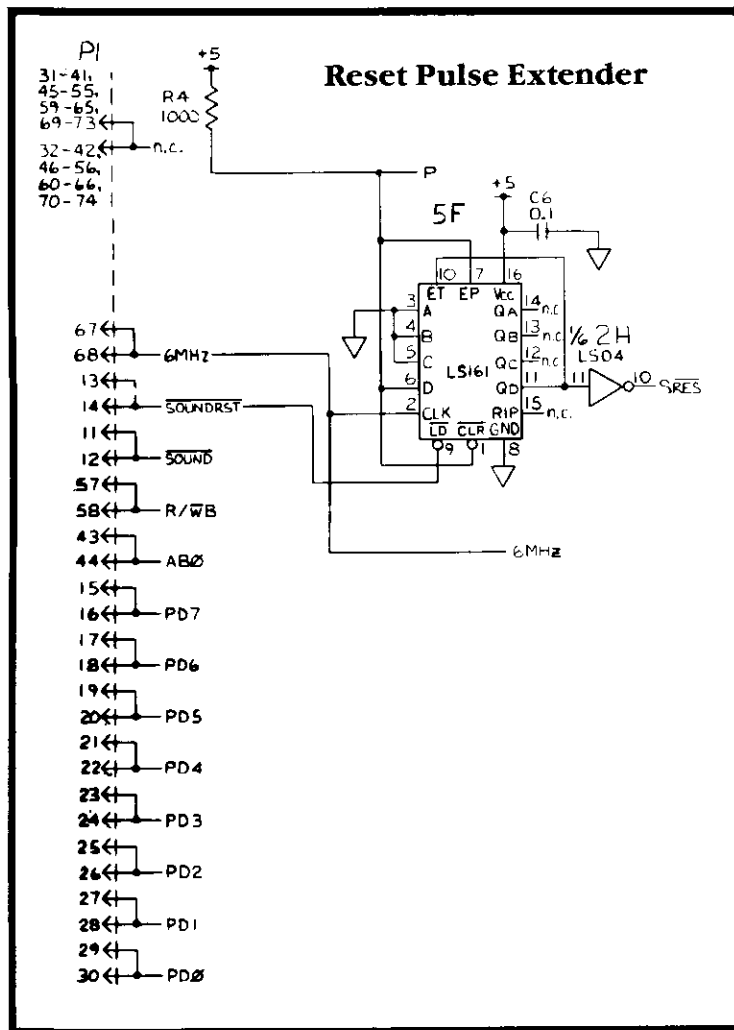 Reset Pulse Extender
P1
31-41,
45-55,
59-65,
69-73
32-42,
46-56,
60-66,
70-74
n.c.
+5
R4
1000
P
+5
C6
0.1
5F
10 7 16
ET EP Vcc
3 A QA 14 n.c.
4 B QB 13 n.c.
5 C QC 12 n.c.
LS161
6 D QD 11
2 CLK RIP 15 n.c.
LD CLR GND
9 1 8
1/6 2H
LS04
11 10 SRES
67
68 6MHz
13
14 SOUNDRST
11
12 SOUND
57
58 R/WB
43
44 ABØ
6MHz
15
16 PD7
17
18 PD6
19
20 PD5
21
22 PD4
23
24 PD3
25
26 PD2
27
28 PD1
29
30 PDØ